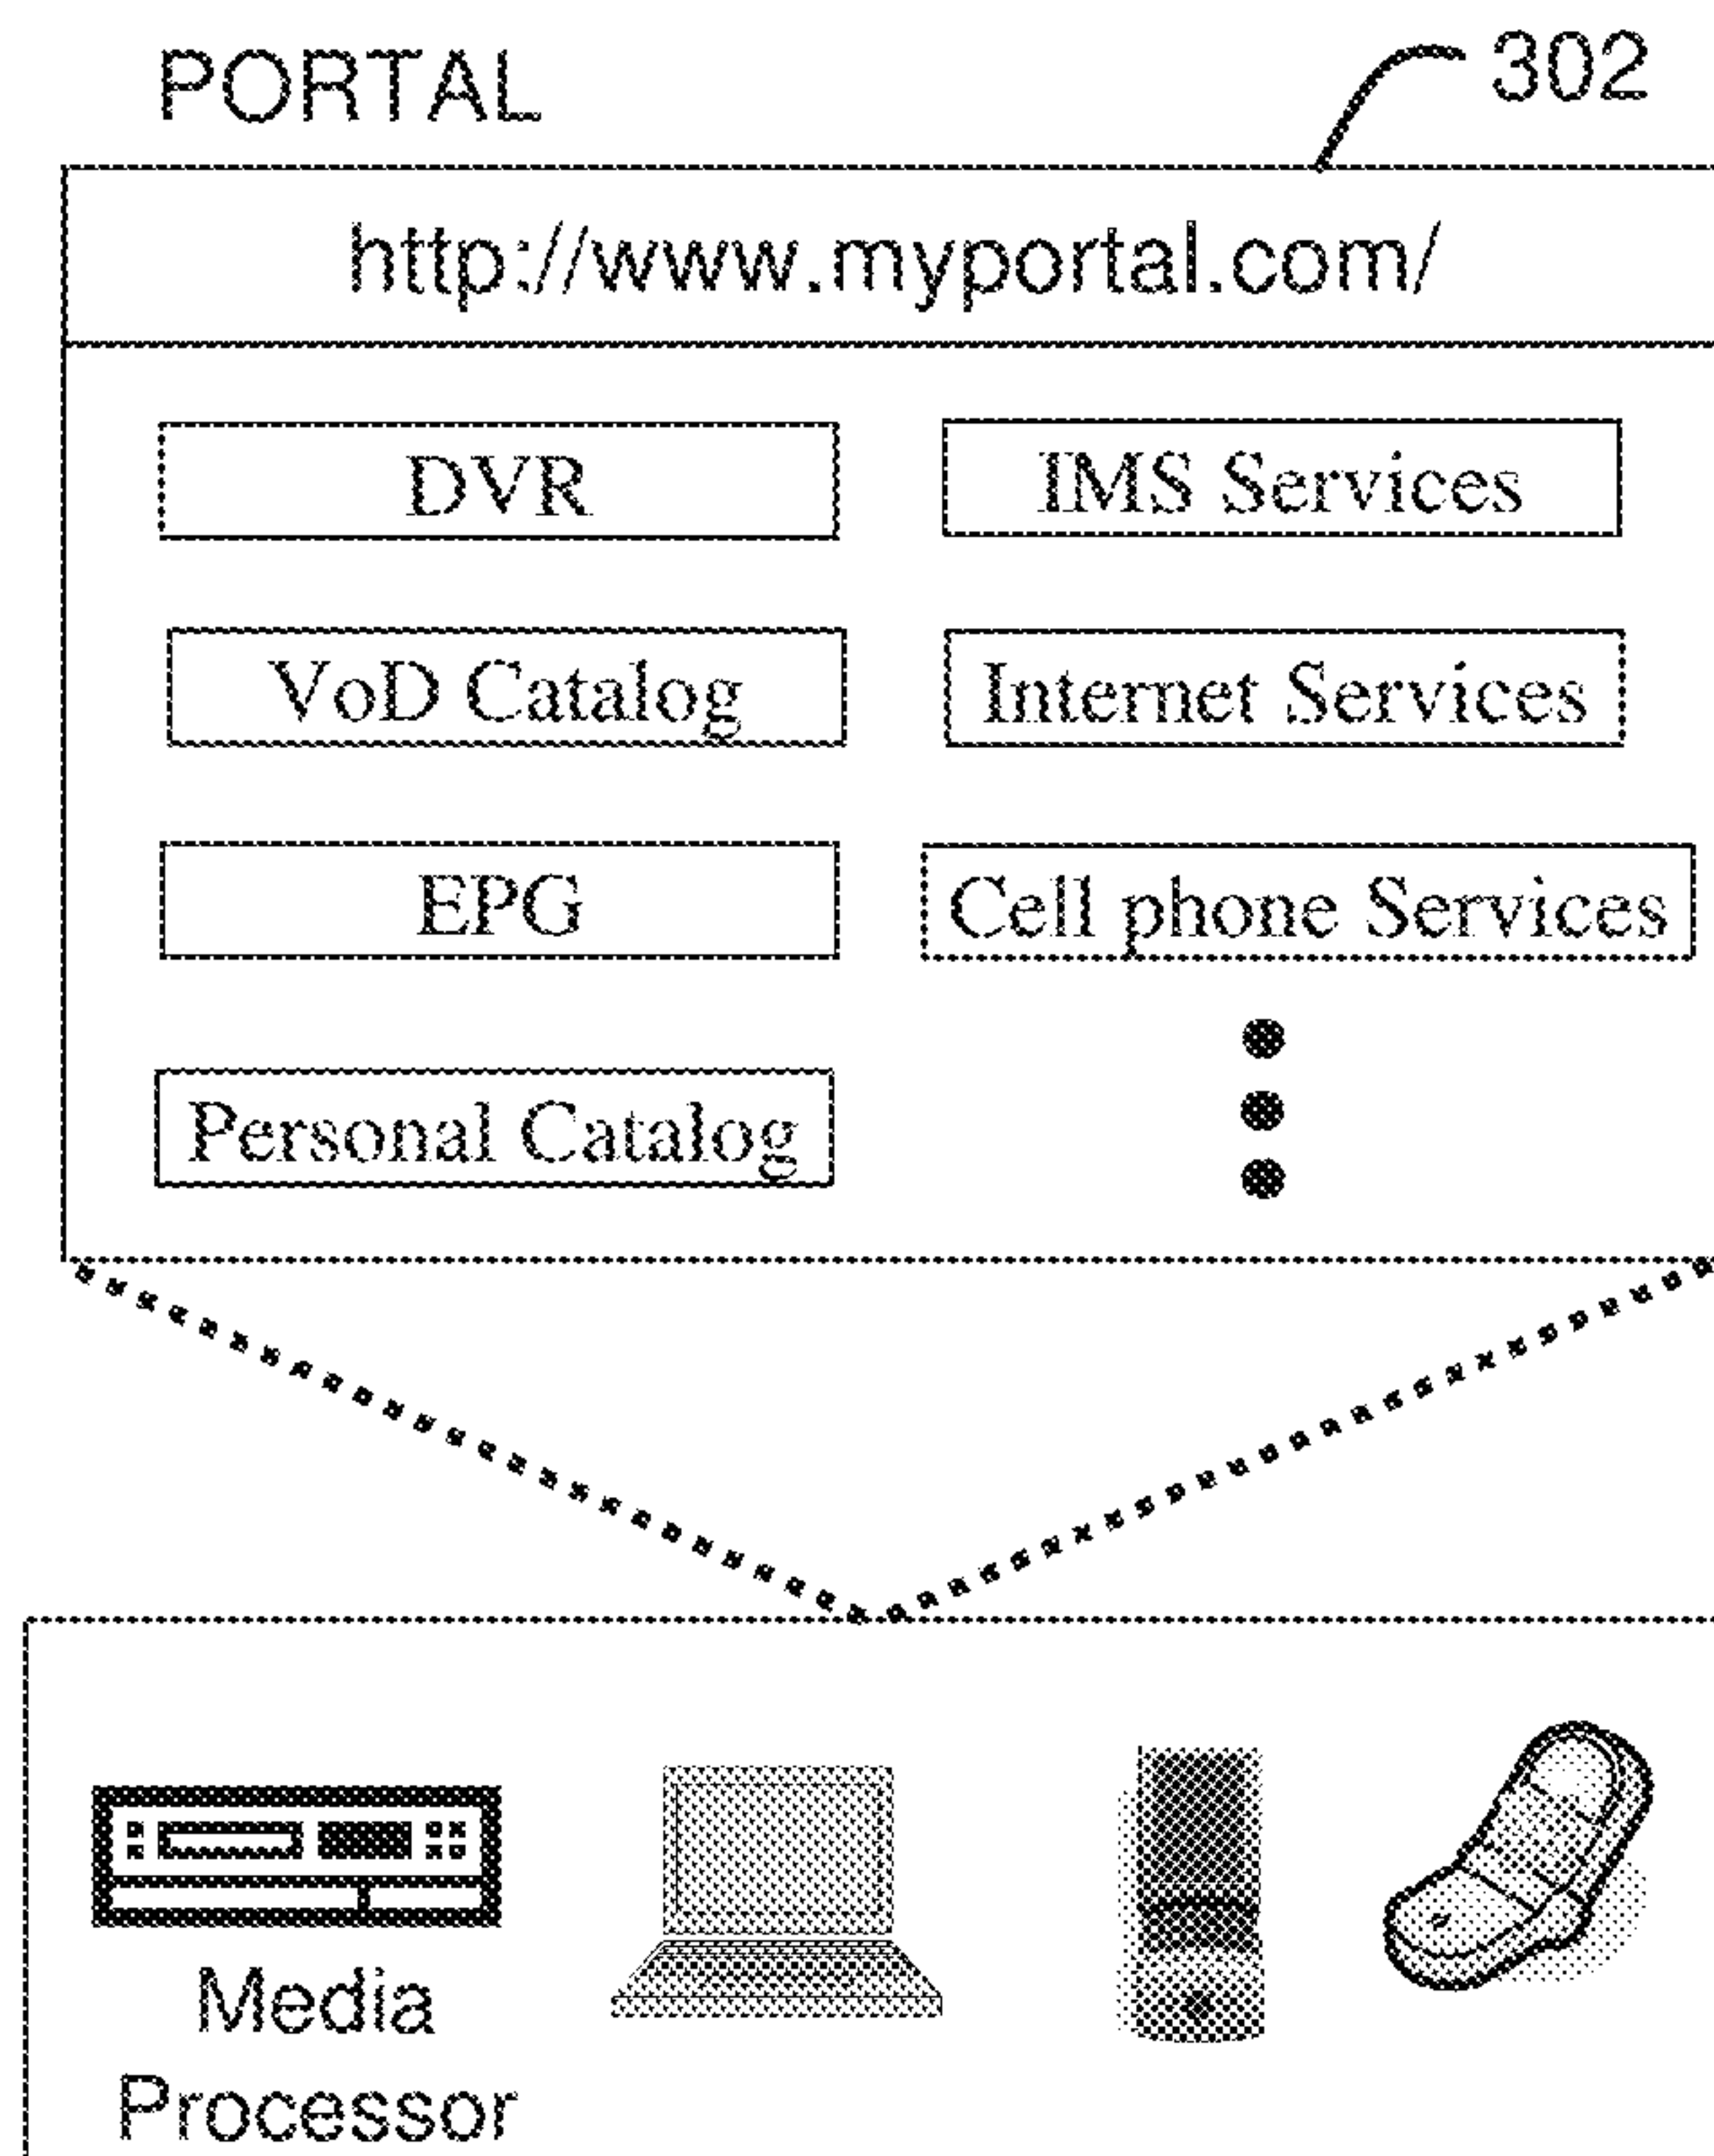 PORTAL
302
http://www.myportal.com/
DVR
IMS Services
VoD Catalog
Internet Services
EPG
Cell phone Services
Personal Catalog
Media
Processor